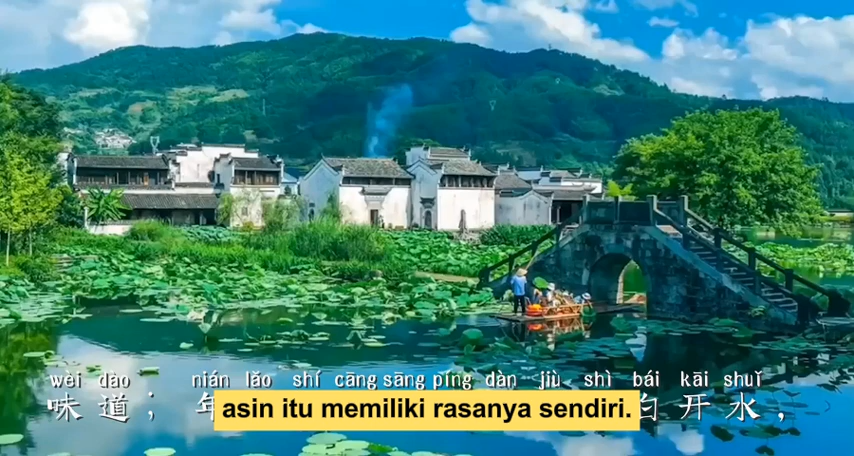 wèi dào nián lǎo shí cāng sāng píng dàn jiù shì bái kāi shuǐ
味道；
开水，
asin itu memiliki rasanya sendiri.